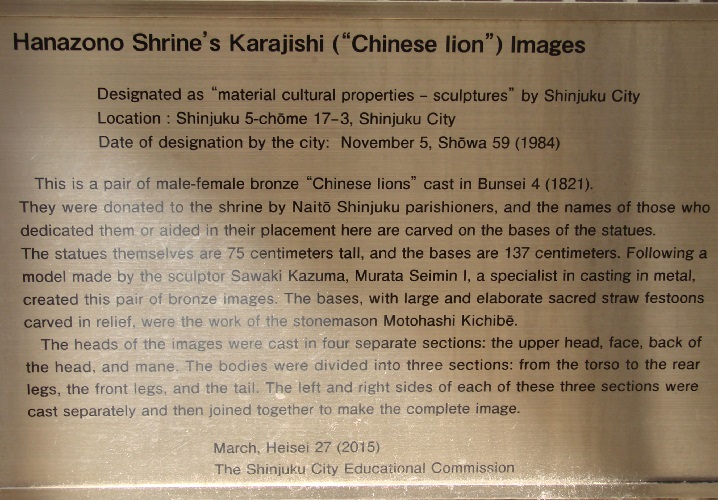 Hanazono Shrine's Karajishi ("Chinese lion") Images
Designated as "material cultural properties – sculptures" by Shinjuku City
Location : Shinjuku 5-chōme 17–3, Shinjuku City
Date of designation by the city: November 5, Shōwa 59 (1984)
This is a pair of male-female bronze "Chinese lions" cast in Bunsei 4 (1821).
They were donated to the shrine by Naitō Shinjuku parishioners, and the names of those who
dedicated them or aided in their placement here are carved on the bases of the statues.
The statues themselves are 75 centimeters tall, and the bases are 137 centimeters. Following a
model made by the sculptor Sawaki Kazuma, Murata Seimin I, a specialist in casting in metal,
created this pair of bronze images. The bases, with large and elaborate sacred straw festoons
carved in relief, were the work of the stonemason Motohashi Kichibē.
The heads of the images were cast in four separate sections: the upper head, face, back of
the head, and mane. The bodies were divided into three sections: from the torso to the rear
legs, the front legs, and the tail. The left and right sides of each of these three sections were
cast separately and then joined together to make the complete image.
March, Heisei 27 (2015)
The Shinjuku City Educational Commission